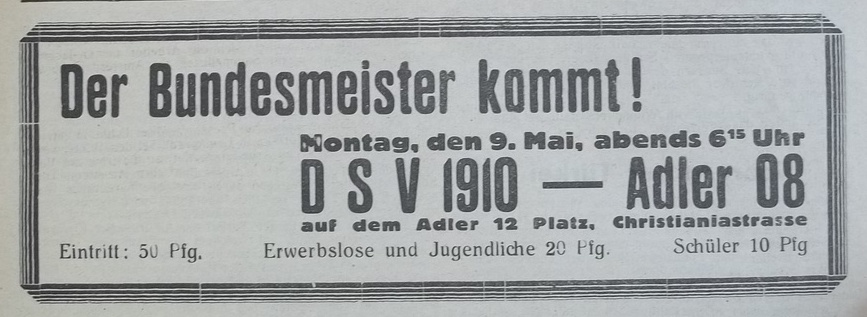 Der Bundesmeister kommt!
Montag, den 9. Mai, abends 6¹⁵ Uhr
D S V 1910 — Adler 08
auf dem Adler 12 Platz, Christianiastrasse
Eintritt: 50 Pfg. Erwerbslose und Jugendliche 20 Pfg. Schüler 10 Pfg